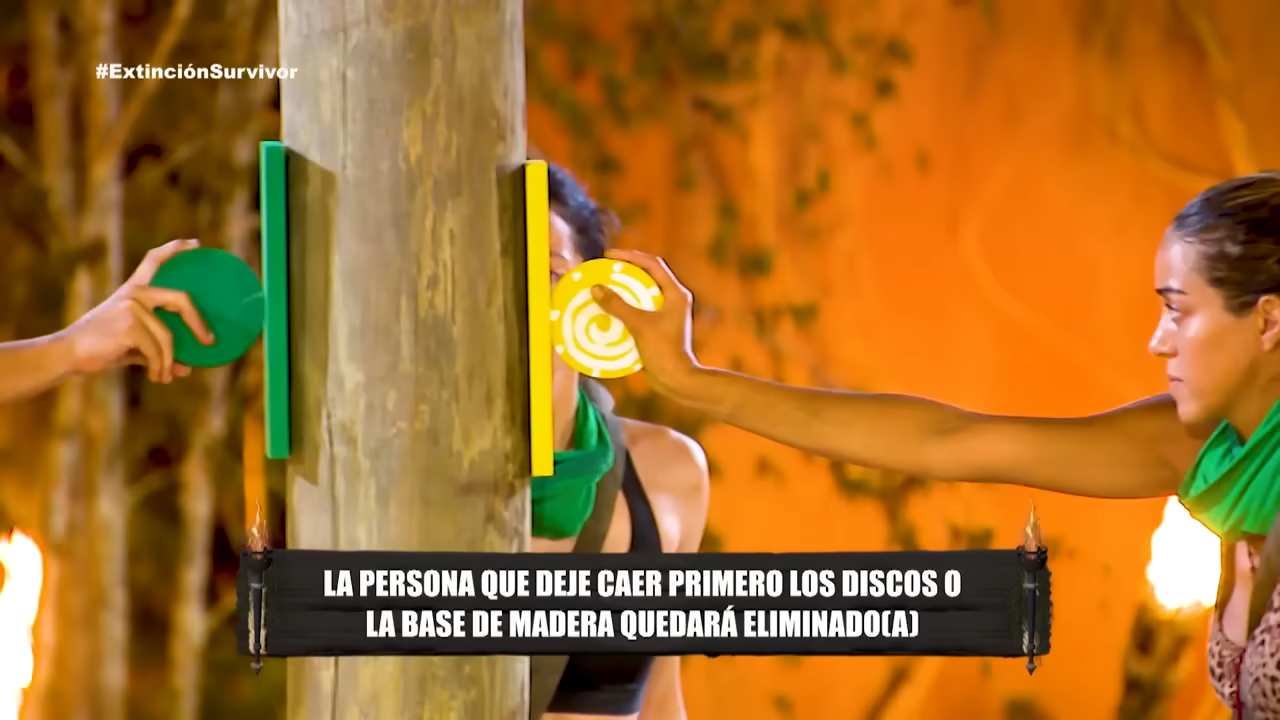 #ExtinciónSurvivor
LA PERSONA QUE DEJE CAER PRIMERO LOS DISCOS O
LA BASE DE MADERA QUEDARÁ ELIMINADO(A)